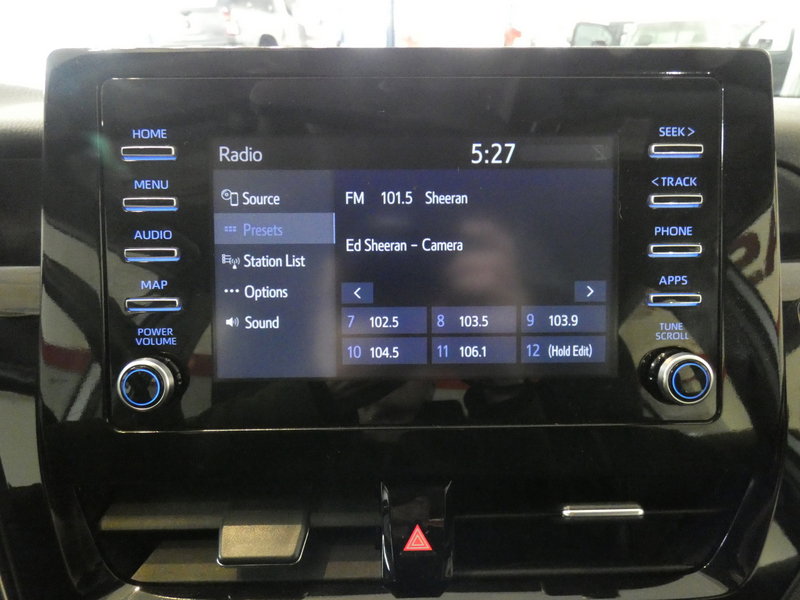 HOME
MENU
AUDIO
MAP
POWER
VOLUME
Radio 5:27
Source
Presets
Station List
Options
Sound
FM 101.5 Sheeran
Ed Sheeran - Camera
< >
7 102.5 8 103.5 9 103.9
10 104.5 11 106.1 12 (Hold Edit)
SEEK >
< TRACK
PHONE
APPS
TUNE
SCROLL